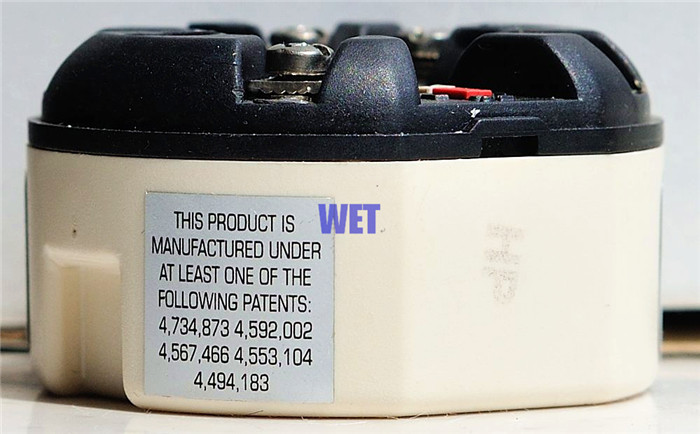 THIS PRODUCT IS
MANUFACTURED UNDER
AT LEAST ONE OF THE
FOLLOWING PATENTS:
4,734,873 4,592,002
4,567,466 4,553,104
4,494,183
WET
HP